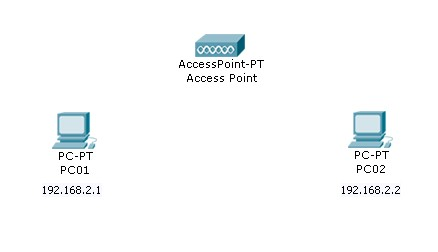 AccessPoint-PT
Access Point
PC-PT
PC01
192.168.2.1
PC-PT
PC02
192.168.2.2